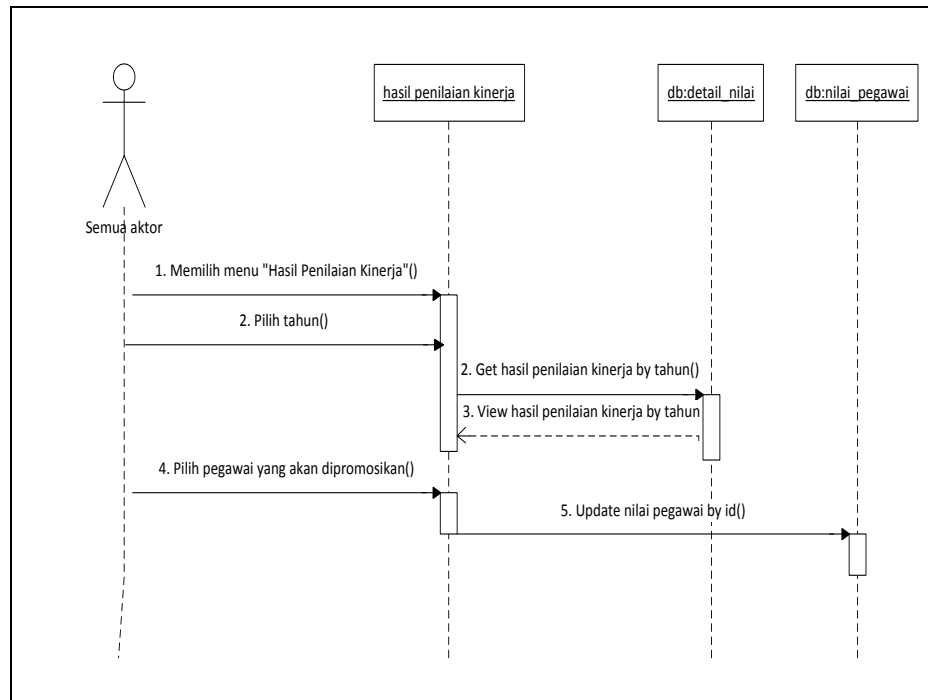 hasil penilaian kinerja
db:detail_nilai
db:nilai_pegawai
Semua aktor
1. Memilih menu "Hasil Penilaian Kinerja"()
2. Pilih tahun()
2. Get hasil penilaian kinerja by tahun()
3. View hasil penilaian kinerja by tahun
4. Pilih pegawai yang akan dipromosikan()
5. Update nilai pegawai by id()